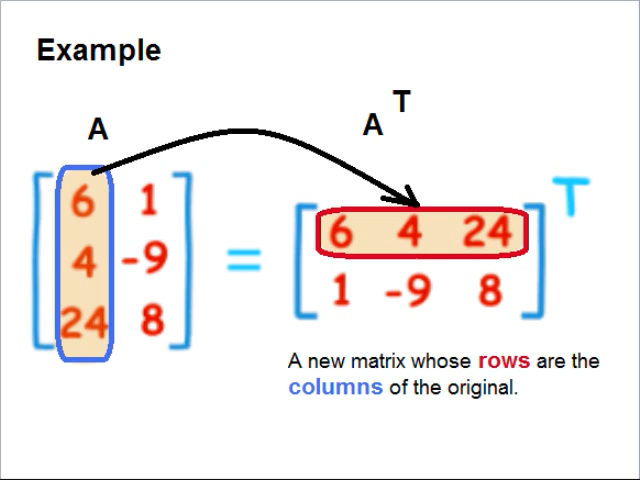 Example
A
A T
6 1
4 -9
24 8
=
6 4 24
1 -9 8
T
A new matrix whose rows are the
columns of the original.